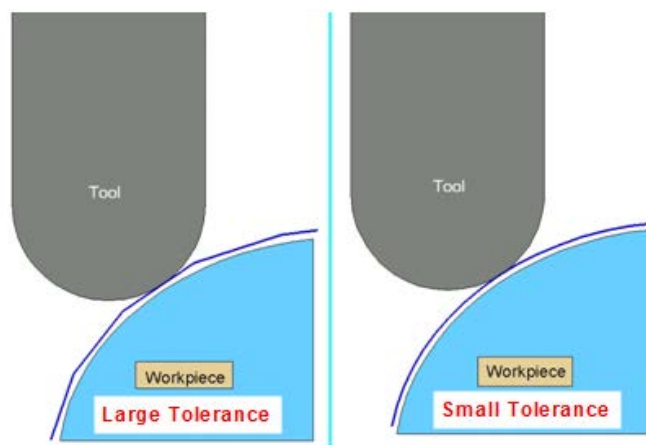 Tool
Workpiece
Large Tolerance
Tool
Workpiece
Small Tolerance